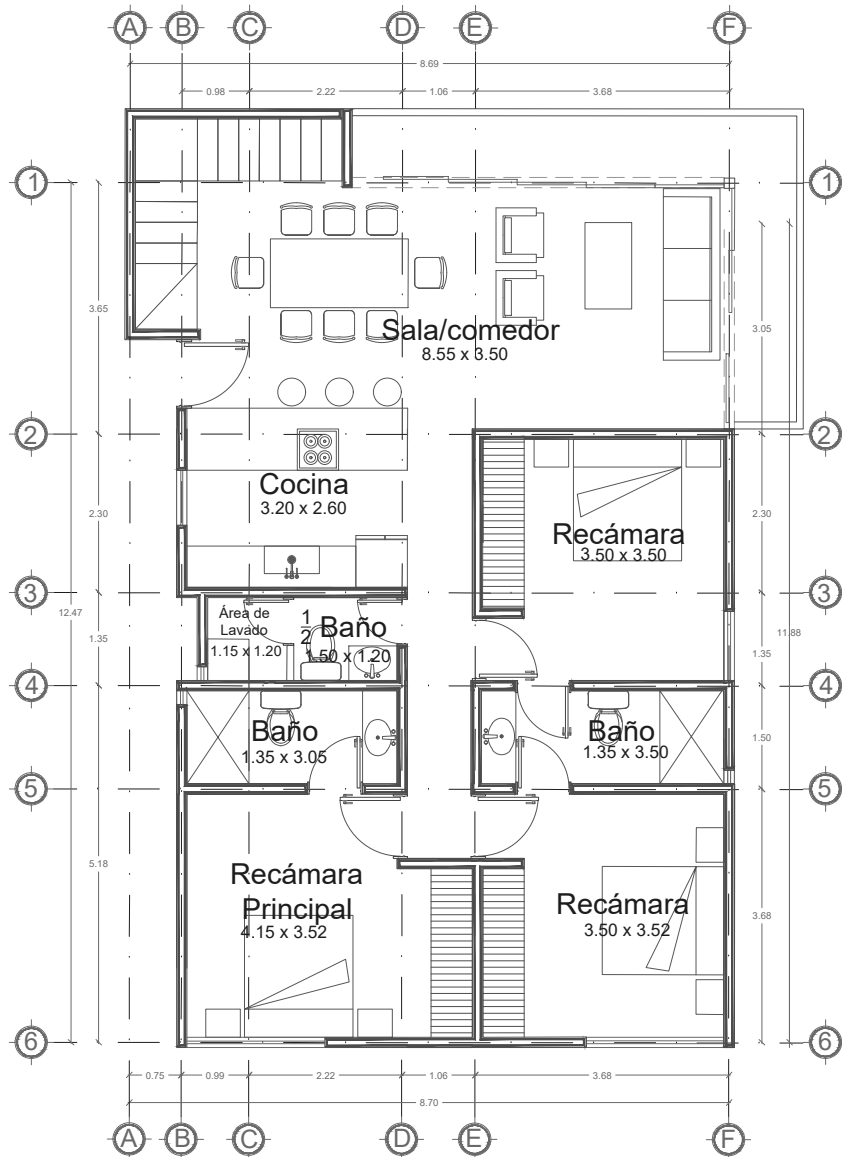 A B C D E F
8.69
0.98 2.22 1.06 3.68
1 1
3.65
3.05
Sala/comedor
8.55 x 3.50
2 2
Cocina
3.20 x 2.60
2.30
2.30
Recámara
3.50 x 3.50
3 3
12.47
11.88
Área de
Lavado
1.15 x 1.20
1/2 Baño
1.50 x 1.20
1.35
1.35
4 4
Baño
1.35 x 3.05
Baño
1.35 x 3.50
1.50
5 5
5.18
Recámara
Principal
4.15 x 3.52
Recámara
3.50 x 3.52
3.68
6 6
0.75 0.99 2.22 1.06 3.68
8.70
A B C D E F